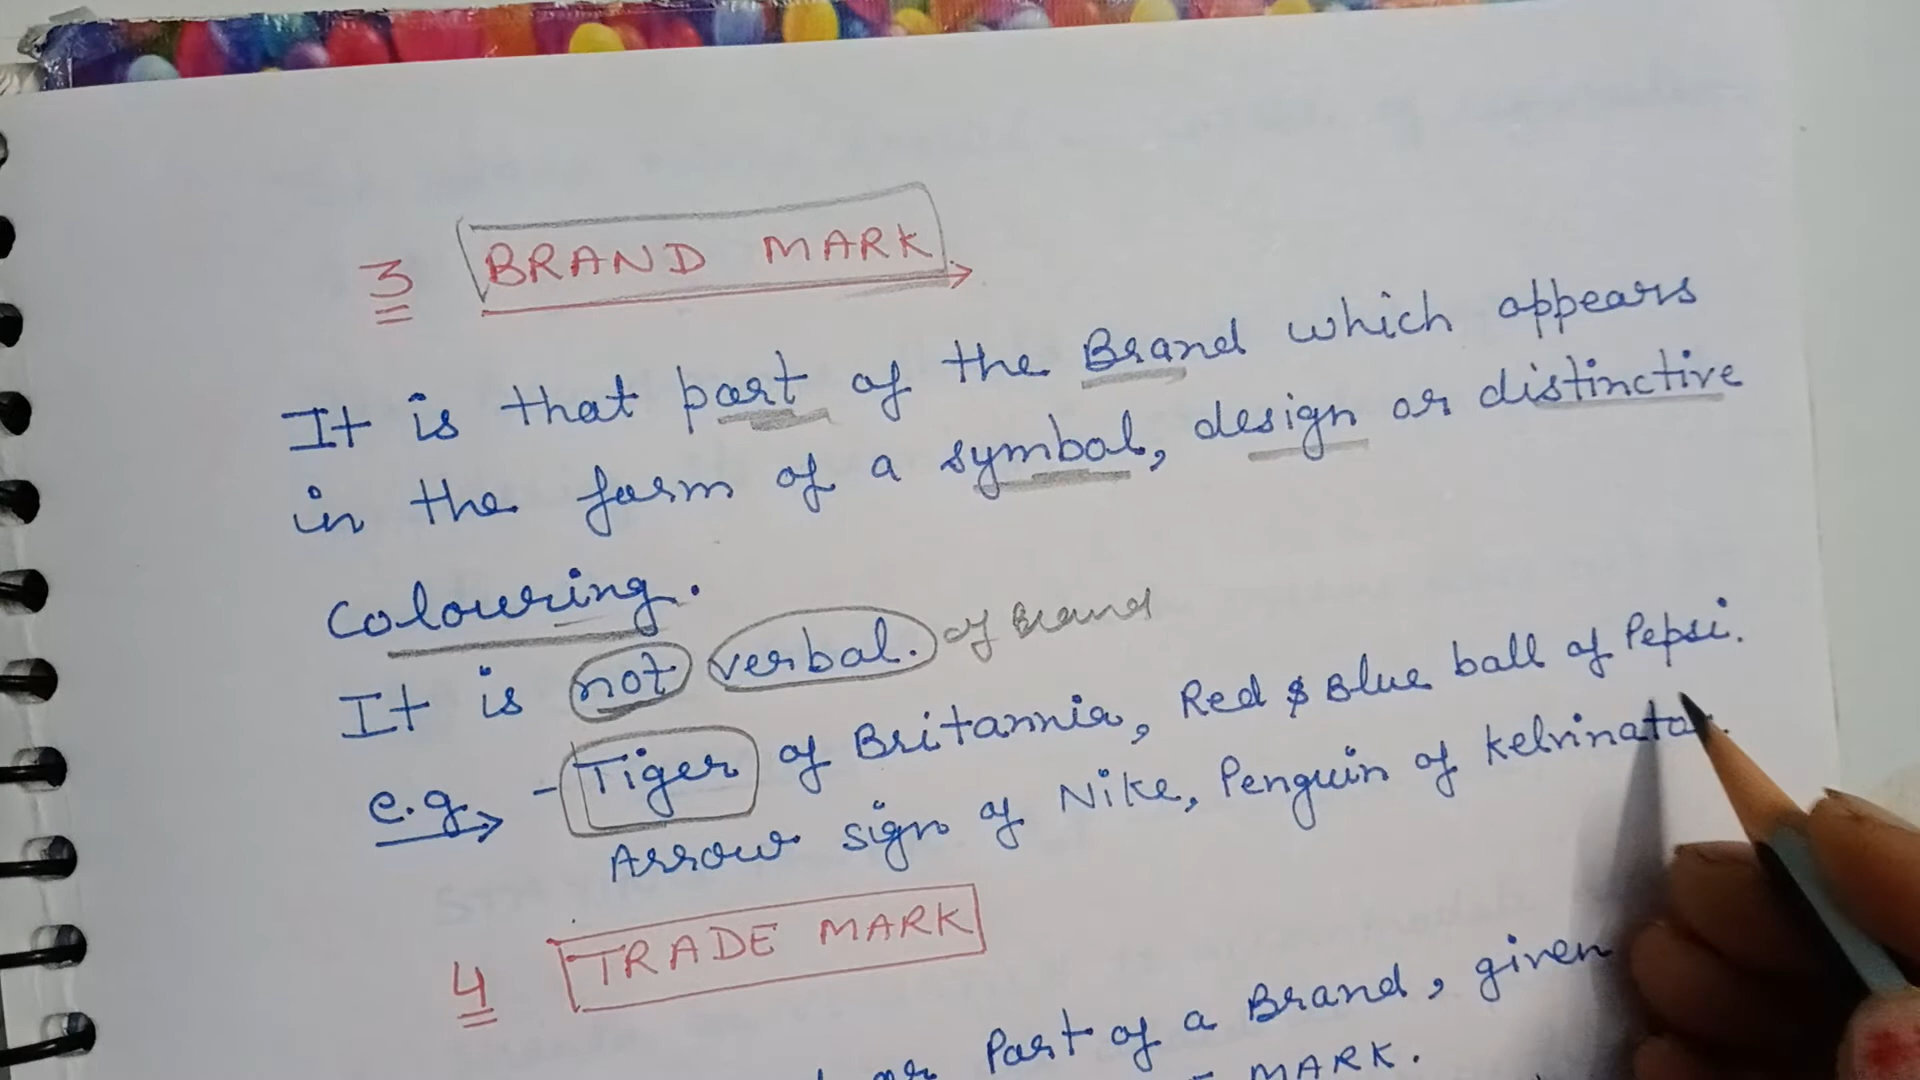 3 BRAND MARK
It is that part of the Brand which appears
in the form of a symbol, design or distinctive
colouring.
It is not verbal. of Brand
e.g → - Tiger of Britannia, Red & Blue ball of Pepsi.
Arrow sign of Nike, Penguin of Kelvinator.
4 TRADE MARK
Part of a Brand, given
MARK.